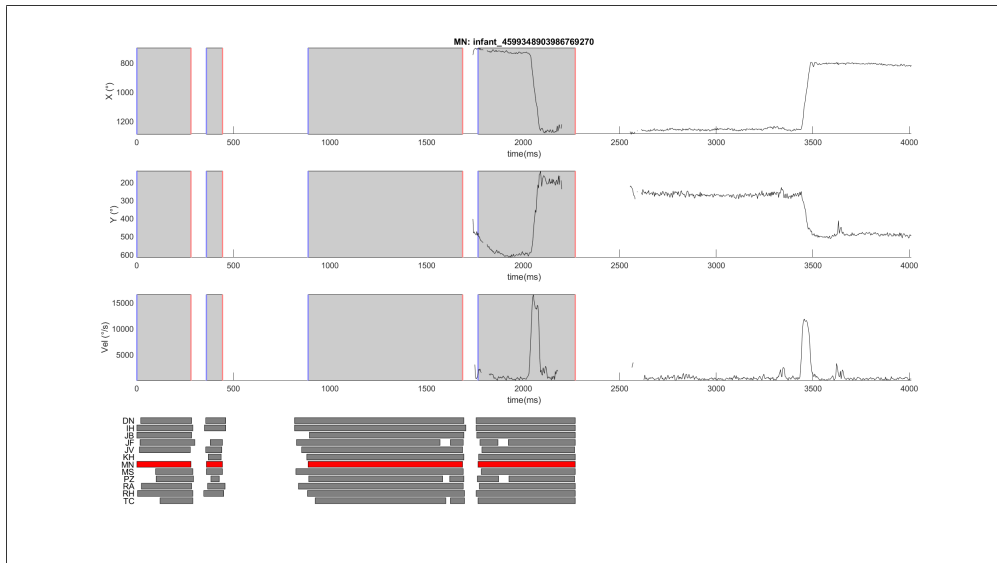 MN: infant_4599348903986769270
800
1000
1200
X (°)
0 500 1000 1500 2000 2500 3000 3500 4000
time(ms)
200
300
400
500
600
Y (°)
0 500 1000 1500 2000 2500 3000 3500 4000
time(ms)
15000
10000
5000
Vel (°/s)
0 500 1000 1500 2000 2500 3000 3500 4000
time(ms)
DN
IH
JB
JF
JV
KH
MN
MS
PZ
RA
RH
TC